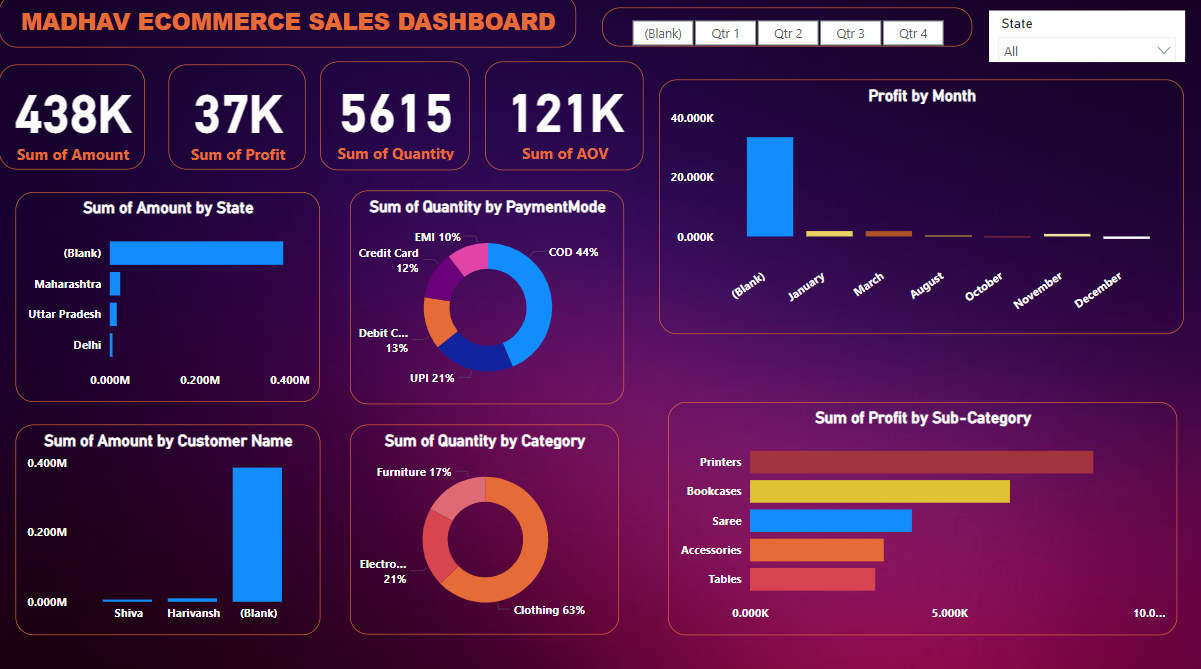 MADHAV ECOMMERCE SALES DASHBOARD
(Blank) Qtr 1 Qtr 2 Qtr 3 Qtr 4
State
All
438K
Sum of Amount
37K
Sum of Profit
5615
Sum of Quantity
121K
Sum of AOV
Profit by Month
40.000K
20.000K
0.000K
(Blank) January March August October November December
Sum of Amount by State
(Blank)
Maharashtra
Uttar Pradesh
Delhi
0.000M 0.200M 0.400M
Sum of Quantity by PaymentMode
EMI 10%
COD 44%
Credit Card
12%
Debit C...
13%
UPI 21%
Sum of Amount by Customer Name
0.400M
0.200M
0.000M
Shiva Harivansh (Blank)
Sum of Quantity by Category
Furniture 17%
Electro...
21%
Clothing 63%
Sum of Profit by Sub-Category
Printers
Bookcases
Saree
Accessories
Tables
0.000K 5.000K 10.0...